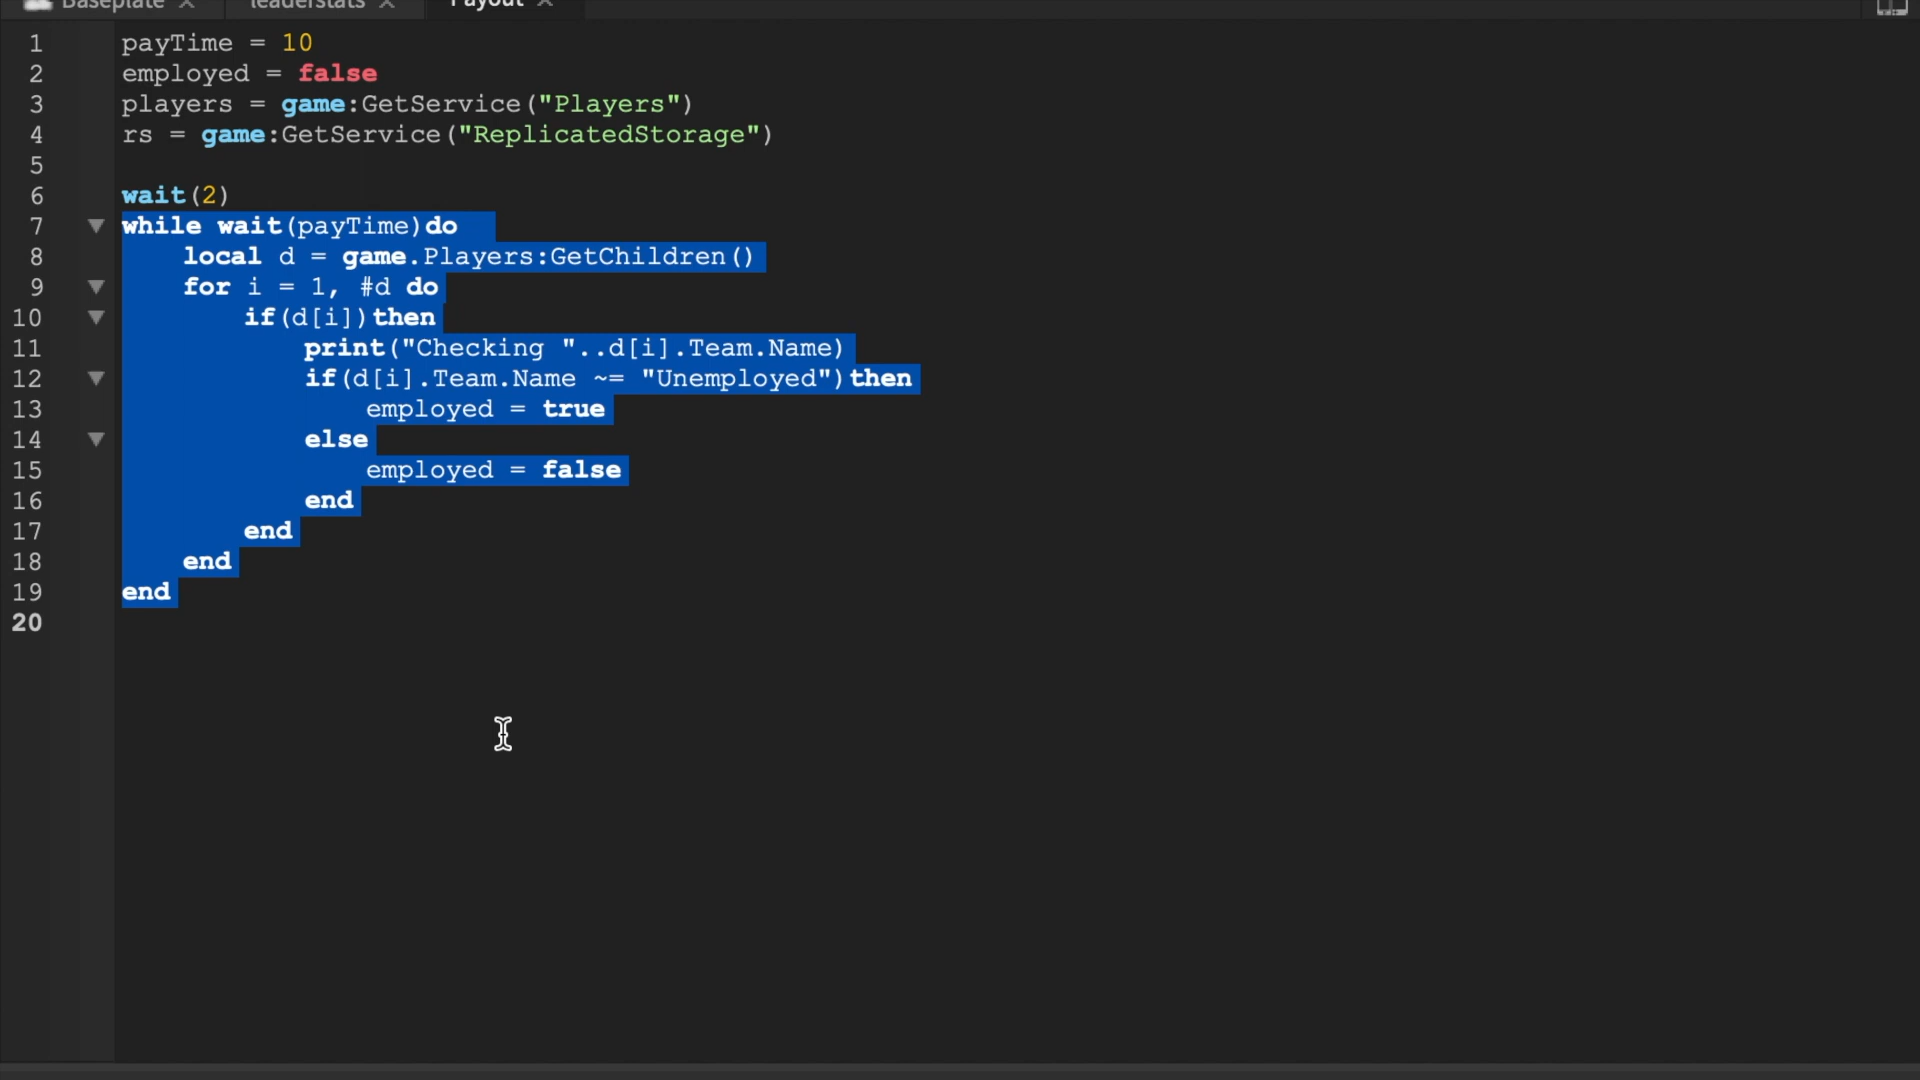 Baseplate leaderstats Payout
1 payTime = 10
2 employed = false
3 players = game:GetService("Players")
4 rs = game:GetService("ReplicatedStorage")
5
6 wait(2)
7 while wait(payTime)do
8 local d = game.Players:GetChildren()
9 for i = 1, #d do
10 if(d[i])then
11 print("Checking "..d[i].Team.Name)
12 if(d[i].Team.Name ~= "Unemployed")then
13 employed = true
14 else
15 employed = false
16 end
17 end
18 end
19 end
20